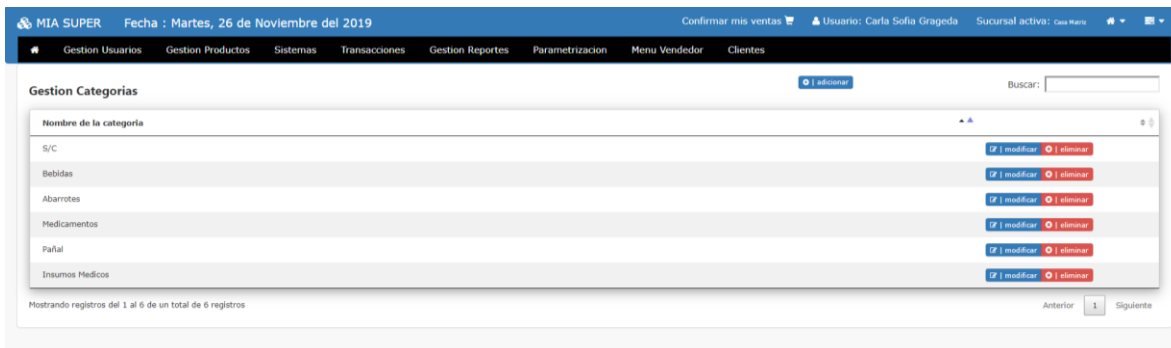 MIA SUPER Fecha : Martes, 26 de Noviembre del 2019 Confirmar mis ventas Usuario: Carla Sofia Grageda Sucursal activa: Casa Matriz
Gestion Usuarios Gestion Productos Sistemas Transacciones Gestion Reportes Parametrizacion Menu Vendedor Clientes
Gestion Categorias | adicionar Buscar:
Nombre de la categoria
S/C | modificar | eliminar
Bebidas | modificar | eliminar
Abarrotes | modificar | eliminar
Medicamentos | modificar | eliminar
Pañal | modificar | eliminar
Insumos Medicos | modificar | eliminar
Mostrando registros del 1 al 6 de un total de 6 registros Anterior 1 Siguiente